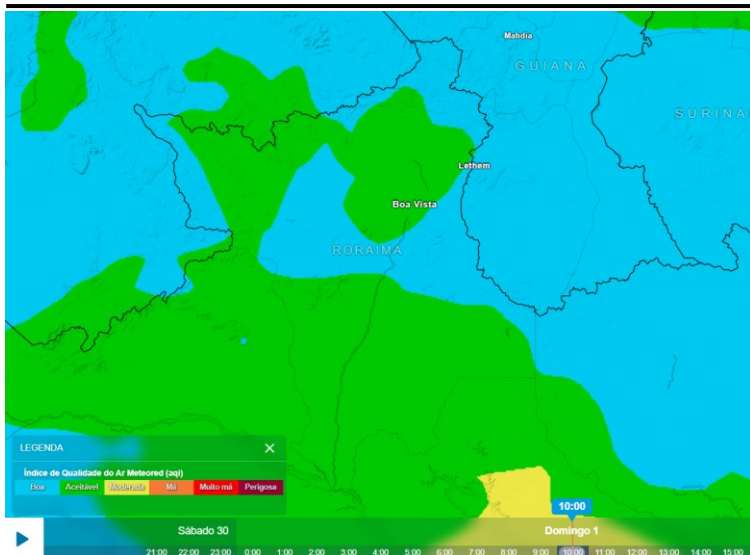 Mahdia
GUIANA
SURINA
Lethem
Boa Vista
RORAIMA
LEGENDA
Índice de Qualidade do Ar Meteored (aqi)
Boa Aceitável Moderada Má Muito má Perigosa
10:00
Sábado 30 Domingo 1
21:00 22:00 23:00 0:00 1:00 2:00 3:00 4:00 5:00 6:00 7:00 8:00 9:00 10:00 11:00 12:00 13:00 14:00 15:00